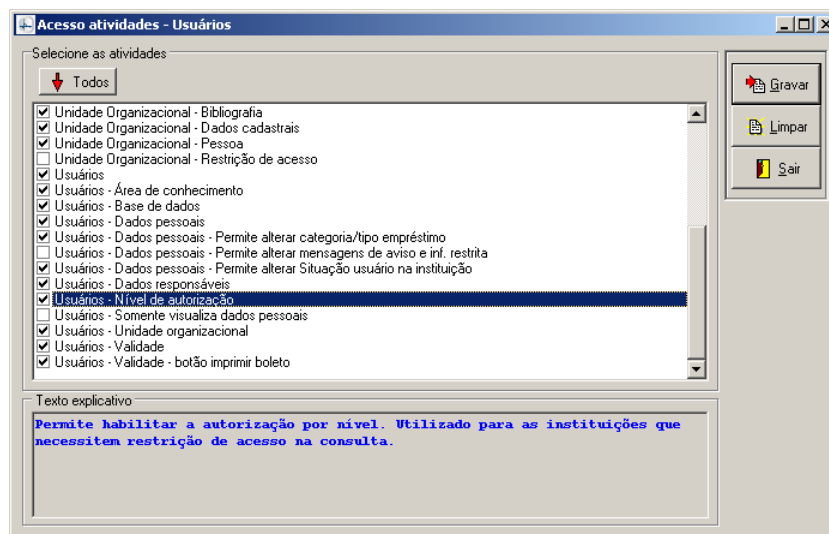 Acesso atividades - Usuários
Selecione as atividades
Todos
Unidade Organizacional - Bibliografia
Unidade Organizacional - Dados cadastrais
Unidade Organizacional - Pessoa
Unidade Organizacional - Restrição de acesso
Usuários
Usuários - Área de conhecimento
Usuários - Base de dados
Usuários - Dados pessoais
Usuários - Dados pessoais - Permite alterar categoria/tipo empréstimo
Usuários - Dados pessoais - Permite alterar mensagens de aviso e inf. restrita
Usuários - Dados pessoais - Permite alterar Situação usuário na instituição
Usuários - Dados responsáveis
Usuários - Nível de autorização
Usuários - Somente visualiza dados pessoais
Usuários - Unidade organizacional
Usuários - Validade
Usuários - Validade - botão imprimir boleto
Texto explicativo
Permite habilitar a autorização por nível. Utilizado para as instituições que
necessitem restrição de acesso na consulta.
Gravar
Limpar
Sair